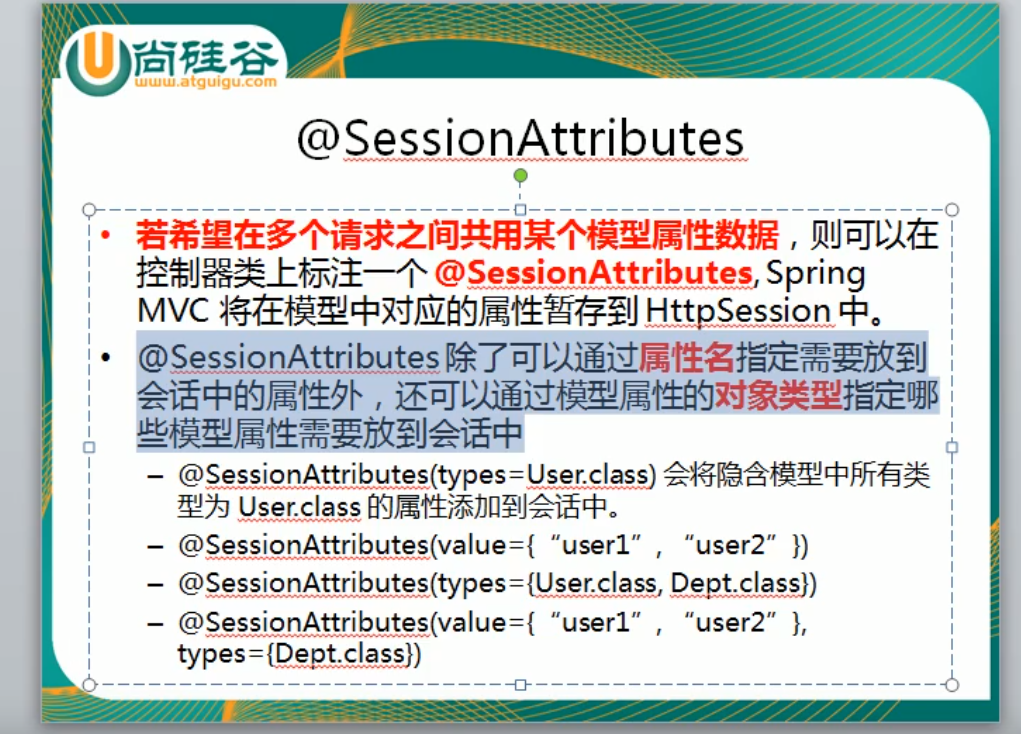 尚硅谷
www.atguigu.com
@SessionAttributes
• 若希望在多个请求之间共用某个模型属性数据，则可以在
控制器类上标注一个 @SessionAttributes, Spring
MVC 将在模型中对应的属性暂存到 HttpSession 中。
• @SessionAttributes 除了可以通过属性名指定需要放到
会话中的属性外，还可以通过模型属性的对象类型指定哪
些模型属性需要放到会话中
– @SessionAttributes(types=User.class) 会将隐含模型中所有类
型为 User.class 的属性添加到会话中。
– @SessionAttributes(value={“user1”, “user2”})
– @SessionAttributes(types={User.class, Dept.class})
– @SessionAttributes(value={“user1”, “user2”},
types={Dept.class})